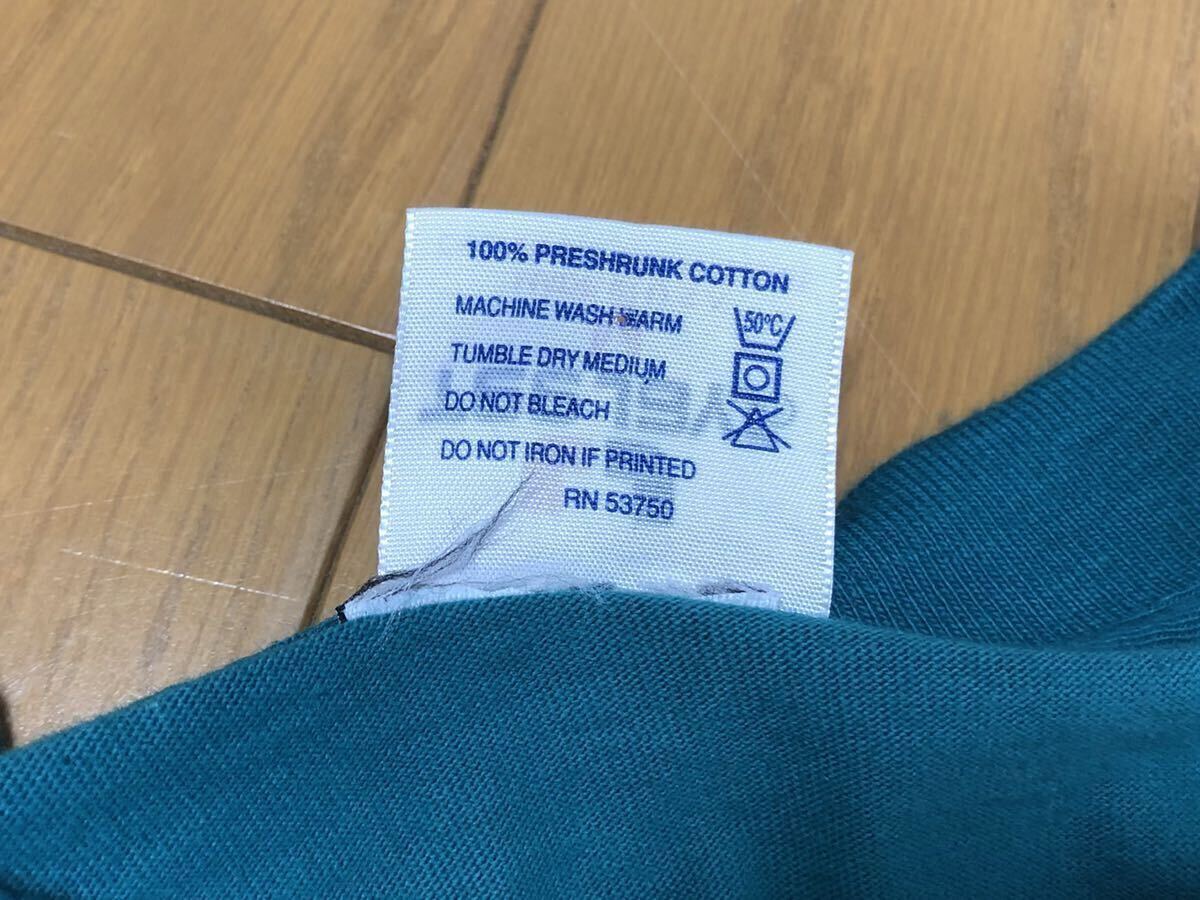 100% PRESHRUNK COTTON
MACHINE WASH WARM
50°C
TUMBLE DRY MEDIUM
DO NOT BLEACH
DO NOT IRON IF PRINTED
RN 53750